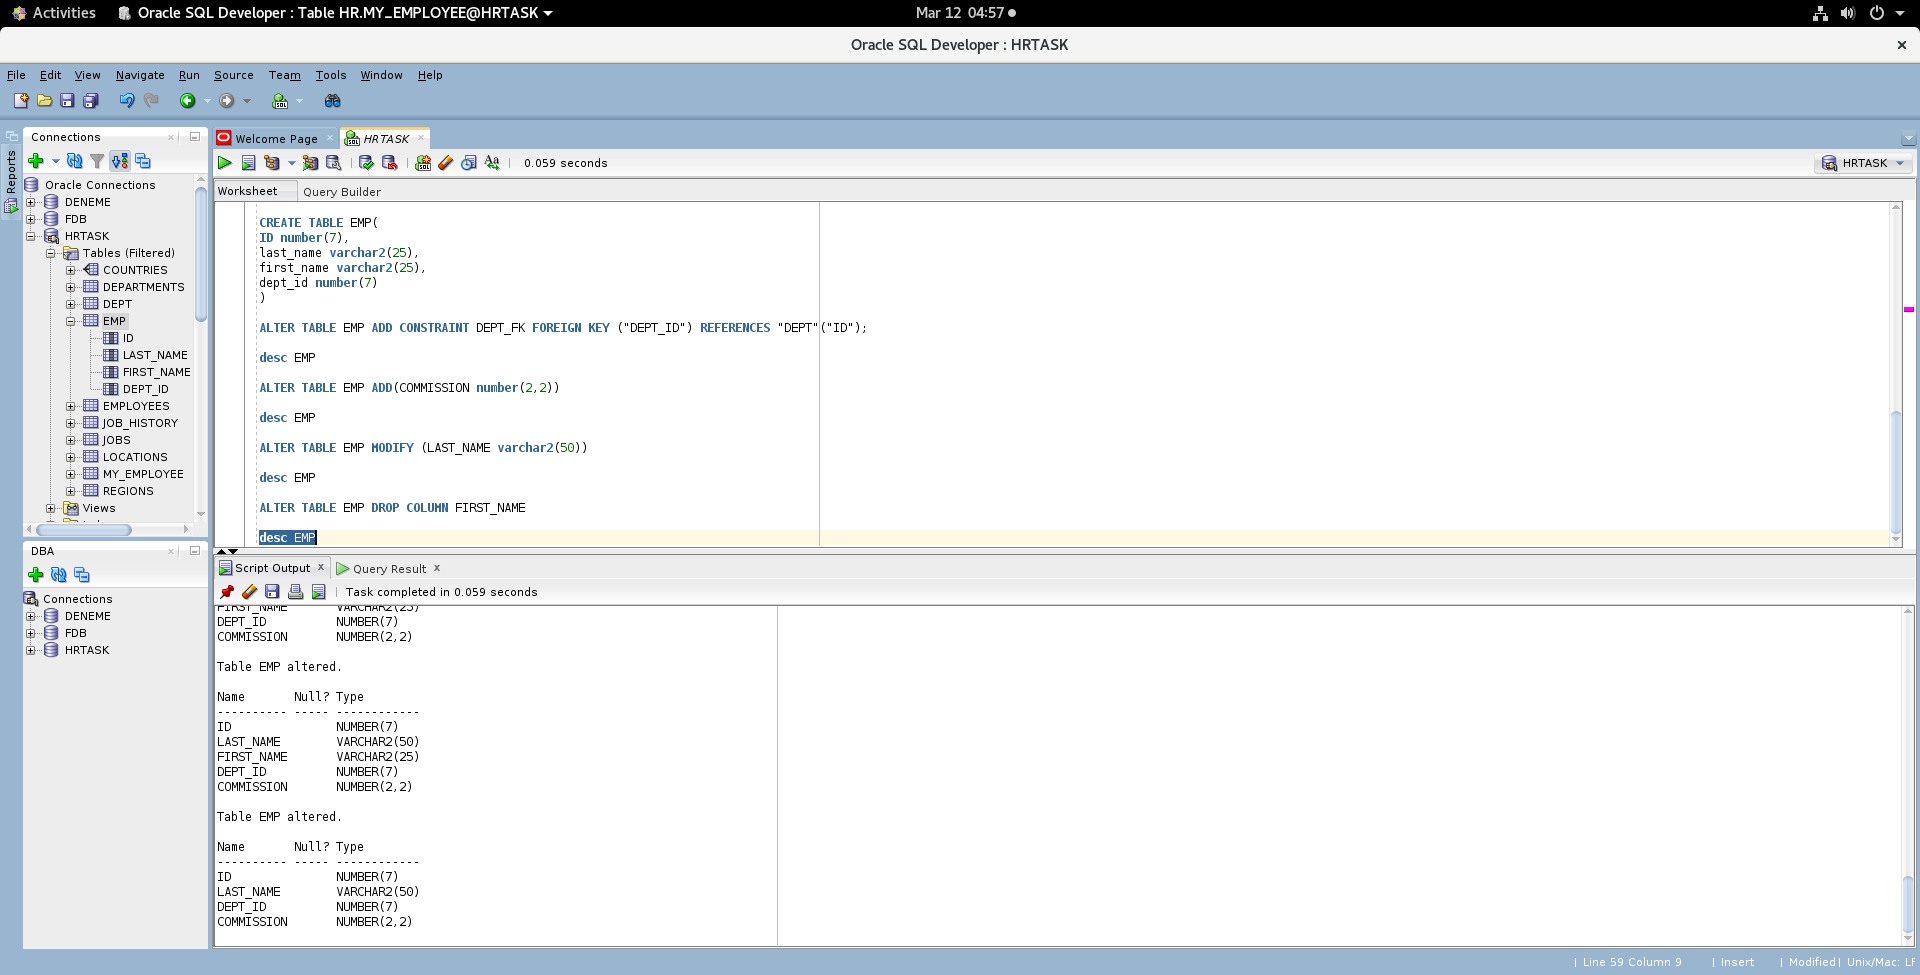 Activities
Oracle SQL Developer : Table HR.MY_EMPLOYEE@HRTASK
Mar 12 04:57
Oracle SQL Developer : HRTASK
File Edit View Navigate Run Source Team Tools Window Help
Reports
Connections
Oracle Connections
DENEME
FDB
HRTASK
Tables (Filtered)
COUNTRIES
DEPARTMENTS
DEPT
EMP
ID
LAST_NAME
FIRST_NAME
DEPT_ID
EMPLOYEES
JOB_HISTORY
JOBS
LOCATIONS
MY_EMPLOYEE
REGIONS
Views
DBA
Connections
DENEME
FDB
HRTASK
Welcome Page
HRTASK
0.059 seconds
HRTASK
Worksheet Query Builder
CREATE TABLE EMP(
ID number(7),
last_name varchar2(25),
first_name varchar2(25),
dept_id number(7)
)
ALTER TABLE EMP ADD CONSTRAINT DEPT_FK FOREIGN KEY ("DEPT_ID") REFERENCES "DEPT"("ID");
desc EMP
ALTER TABLE EMP ADD(COMMISSION number(2,2))
desc EMP
ALTER TABLE EMP MODIFY (LAST_NAME varchar2(50))
desc EMP
ALTER TABLE EMP DROP COLUMN FIRST_NAME
desc EMP
Script Output x Query Result x
Task completed in 0.059 seconds
FIRST_NAME VARCHAR2(25)
DEPT_ID NUMBER(7)
COMMISSION NUMBER(2,2)
Table EMP altered.
Name Null? Type
---------- ----- ------------
ID NUMBER(7)
LAST_NAME VARCHAR2(50)
FIRST_NAME VARCHAR2(25)
DEPT_ID NUMBER(7)
COMMISSION NUMBER(2,2)
Table EMP altered.
Name Null? Type
---------- ----- ------------
ID NUMBER(7)
LAST_NAME VARCHAR2(50)
DEPT_ID NUMBER(7)
COMMISSION NUMBER(2,2)
| Line 59 Column 9 | Insert | Modified | Unix/Mac: LF